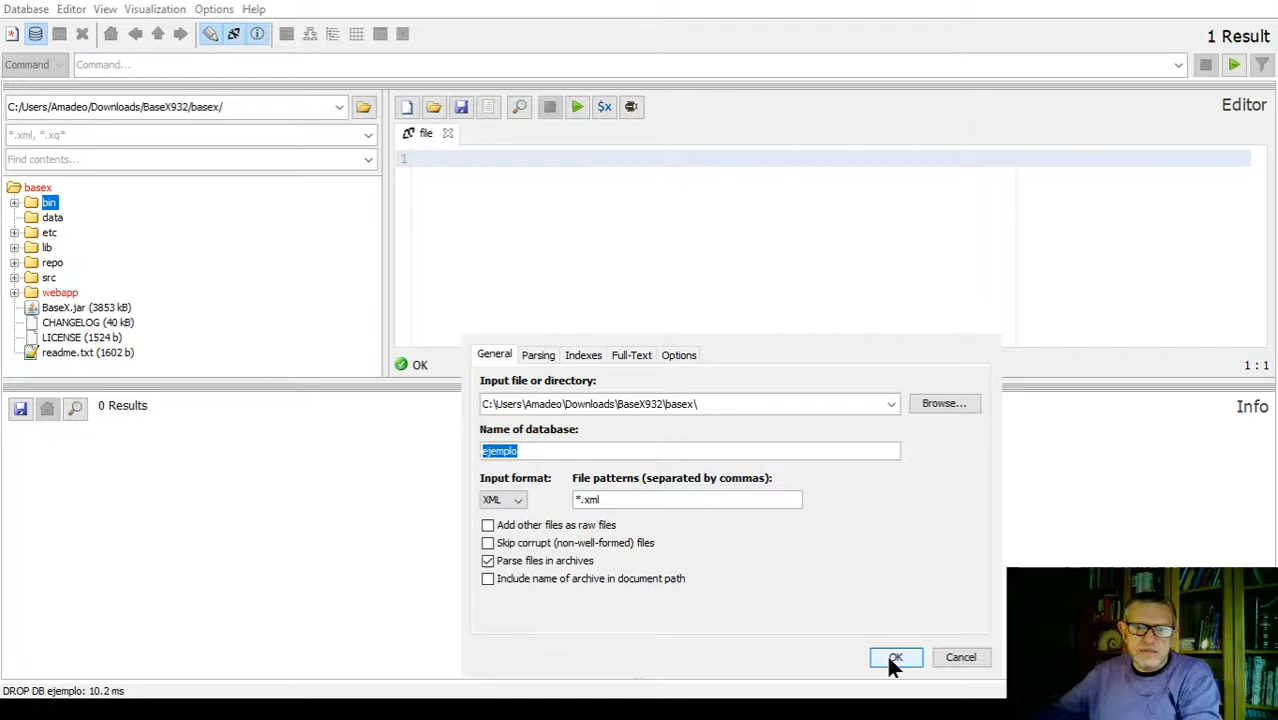 Database Editor View Visualization Options Help
1 Result
Command Command...
C:/Users/Amadeo/Downloads/BaseX932/basex/
Editor
*.xml, *.xq*
file
Find contents...
1
basex
bin
data
etc
lib
repo
src
webapp
BaseX.jar (3853 kB)
CHANGELOG (40 kB)
LICENSE (1524 b)
readme.txt (1602 b)
OK
1 : 1
0 Results
Info
General Parsing Indexes Full-Text Options
Input file or directory:
C:\Users\Amadeo\Downloads\BaseX932\basex\
Browse...
Name of database:
ejemplo
Input format: File patterns (separated by commas):
XML *.xml
Add other files as raw files
Skip corrupt (non-well-formed) files
Parse files in archives
Include name of archive in document path
OK Cancel
DROP DB ejemplo: 10.2 ms